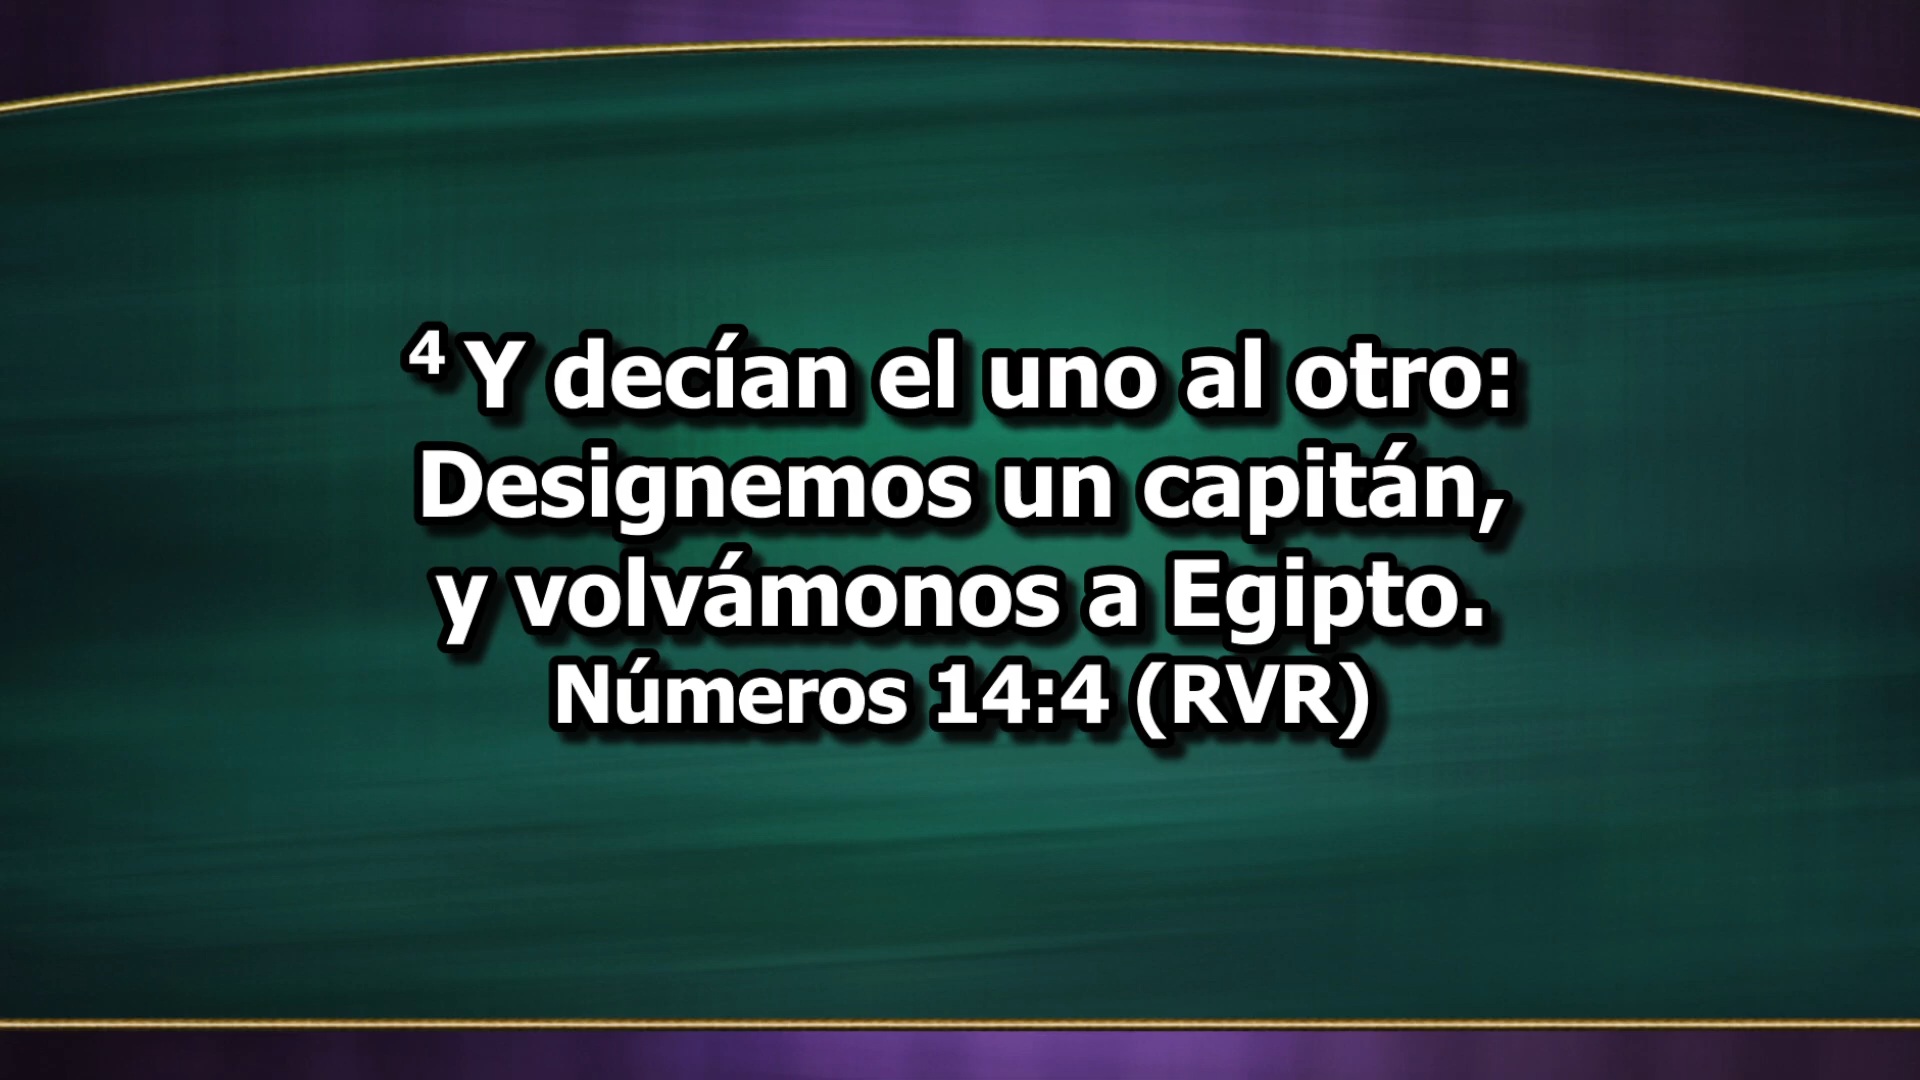 4 Y decían el uno al otro:
Designemos un capitán,
y volvámonos a Egipto.
Números 14:4 (RVR)